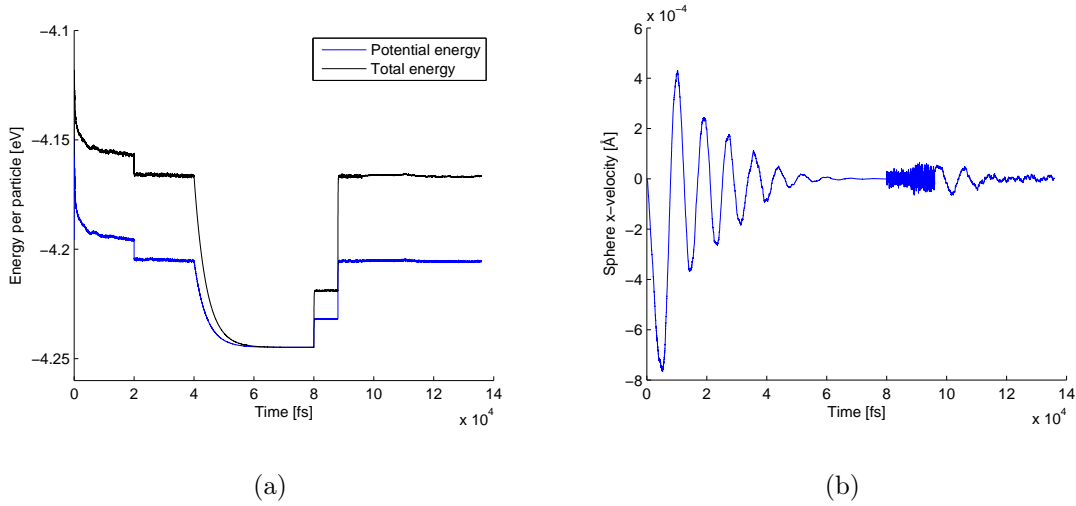 −4.1
−4.15
−4.2
−4.25
Energy per particle [eV]
Potential energy
Total energy
0 2 4 6 8 10 12 14
Time [fs]
x 10^4
(a)
x 10^−4
6
4
2
0
−2
−4
−6
−8
Sphere x−velocity [Å]
0 2 4 6 8 10 12 14
Time [fs]
x 10^4
(b)